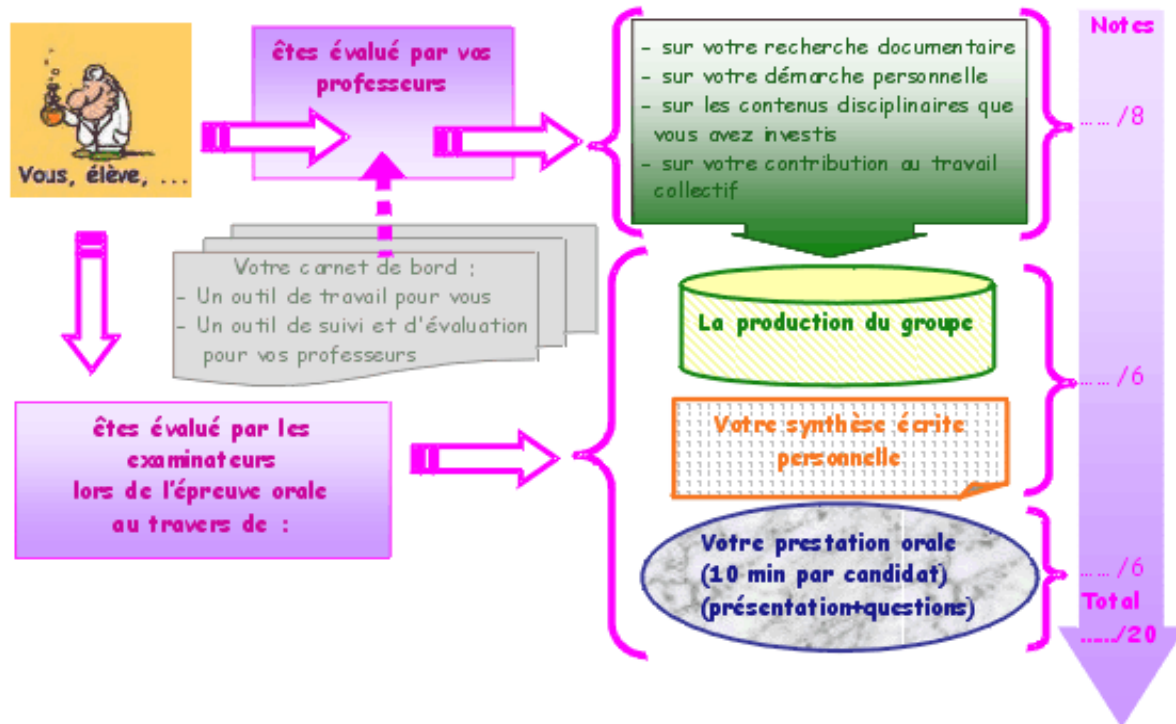 Vous, élève, ...
êtes évalué par vos
professeurs
- sur votre recherche documentaire
- sur votre démarche personnelle
- sur les contenus disciplinaires que
vous avez investis
- sur votre contribution au travail
collectif
Notes
....../8
Votre carnet de bord :
- Un outil de travail pour vous
- Un outil de suivi et d'évaluation
pour vos professeurs
La production du groupe
....../6
êtes évalué par les
examinateurs
lors de l'épreuve orale
au travers de :
Votre synthèse écrite
personnelle
Votre prestation orale
(10 min par candidat)
(présentation+questions)
....../6
Total
....../20